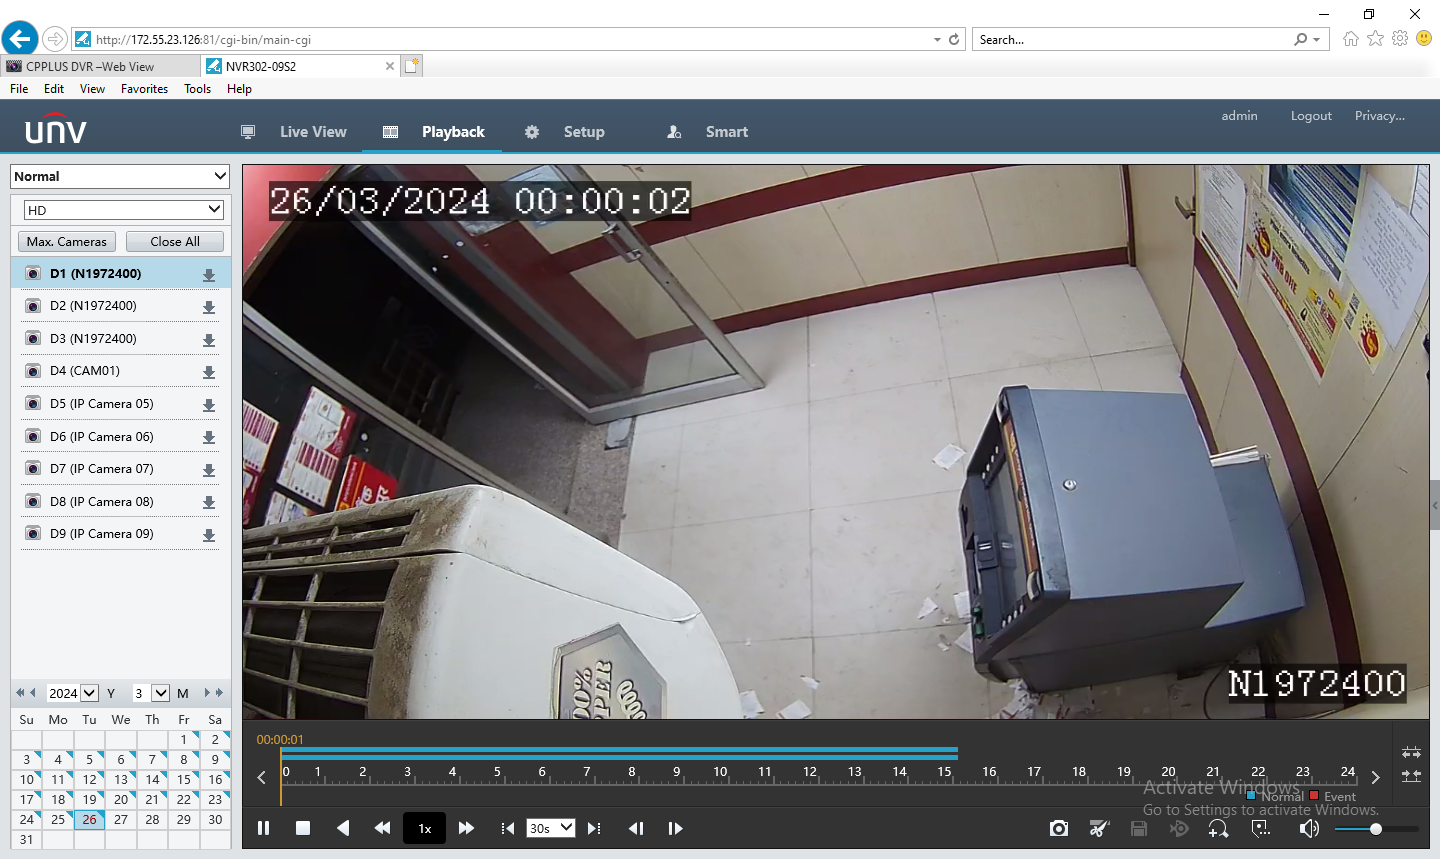 http://172.55.23.126:81/cgi-bin/main-cgi
Search...
CPPLUS DVR –Web View
NVR302-09S2
File Edit View Favorites Tools Help
unv
Live View
Playback
Setup
Smart
admin
Logout
Privacy...
Normal
HD
Max. Cameras
Close All
D1 (N1972400)
D2 (N1972400)
D3 (N1972400)
D4 (CAM01)
D5 (IP Camera 05)
D6 (IP Camera 06)
D7 (IP Camera 07)
D8 (IP Camera 08)
D9 (IP Camera 09)
2024 Y 3 M
Su Mo Tu We Th Fr Sa
1 2
3 4 5 6 7 8 9
10 11 12 13 14 15 16
17 18 19 20 21 22 23
24 25 26 27 28 29 30
31
26/03/2024 00:00:02
PNB ONE
100%
N1972400
00:00:01
0 1 2 3 4 5 6 7 8 9 10 11 12 13 14 15 16 17 18 19 20 21 22 23 24
Activate Windows
Normal Event
Go to Settings to activate Windows.
1x
30s